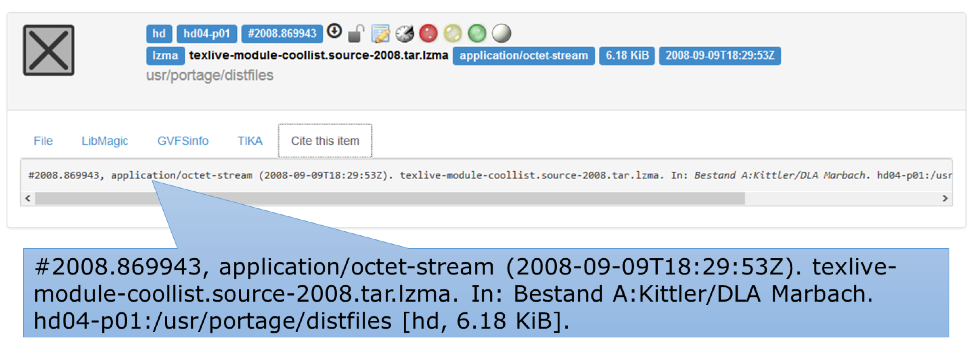 hd hd04-p01 #2008.869943
lzma texlive-module-coollist.source-2008.tar.lzma application/octet-stream 6.18 KiB 2008-09-09T18:29:53Z
usr/portage/distfiles
File LibMagic GVFSinfo TIKA Cite this item
#2008.869943, application/octet-stream (2008-09-09T18:29:53Z). texlive-module-coollist.source-2008.tar.lzma. In: Bestand A:Kittler/DLA Marbach. hd04-p01:/usr
#2008.869943, application/octet-stream (2008-09-09T18:29:53Z). texlive-
module-coollist.source-2008.tar.lzma. In: Bestand A:Kittler/DLA Marbach.
hd04-p01:/usr/portage/distfiles [hd, 6.18 KiB].